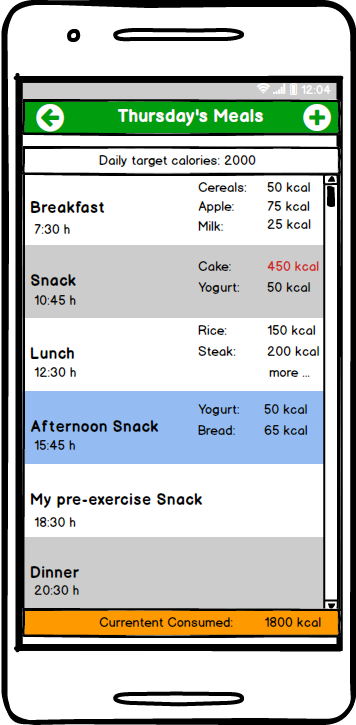 12:04
Thursday's Meals
Daily target calories: 2000
Cereals: 50 kcal
Breakfast Apple: 75 kcal
7:30 h Milk: 25 kcal
Cake: 450 kcal
Snack Yogurt: 50 kcal
10:45 h
Rice: 150 kcal
Lunch Steak: 200 kcal
12:30 h more ...
Yogurt: 50 kcal
Afternoon Snack Bread: 65 kcal
15:45 h
My pre-exercise Snack
18:30 h
Dinner
20:30 h
Currentent Consumed: 1800 kcal